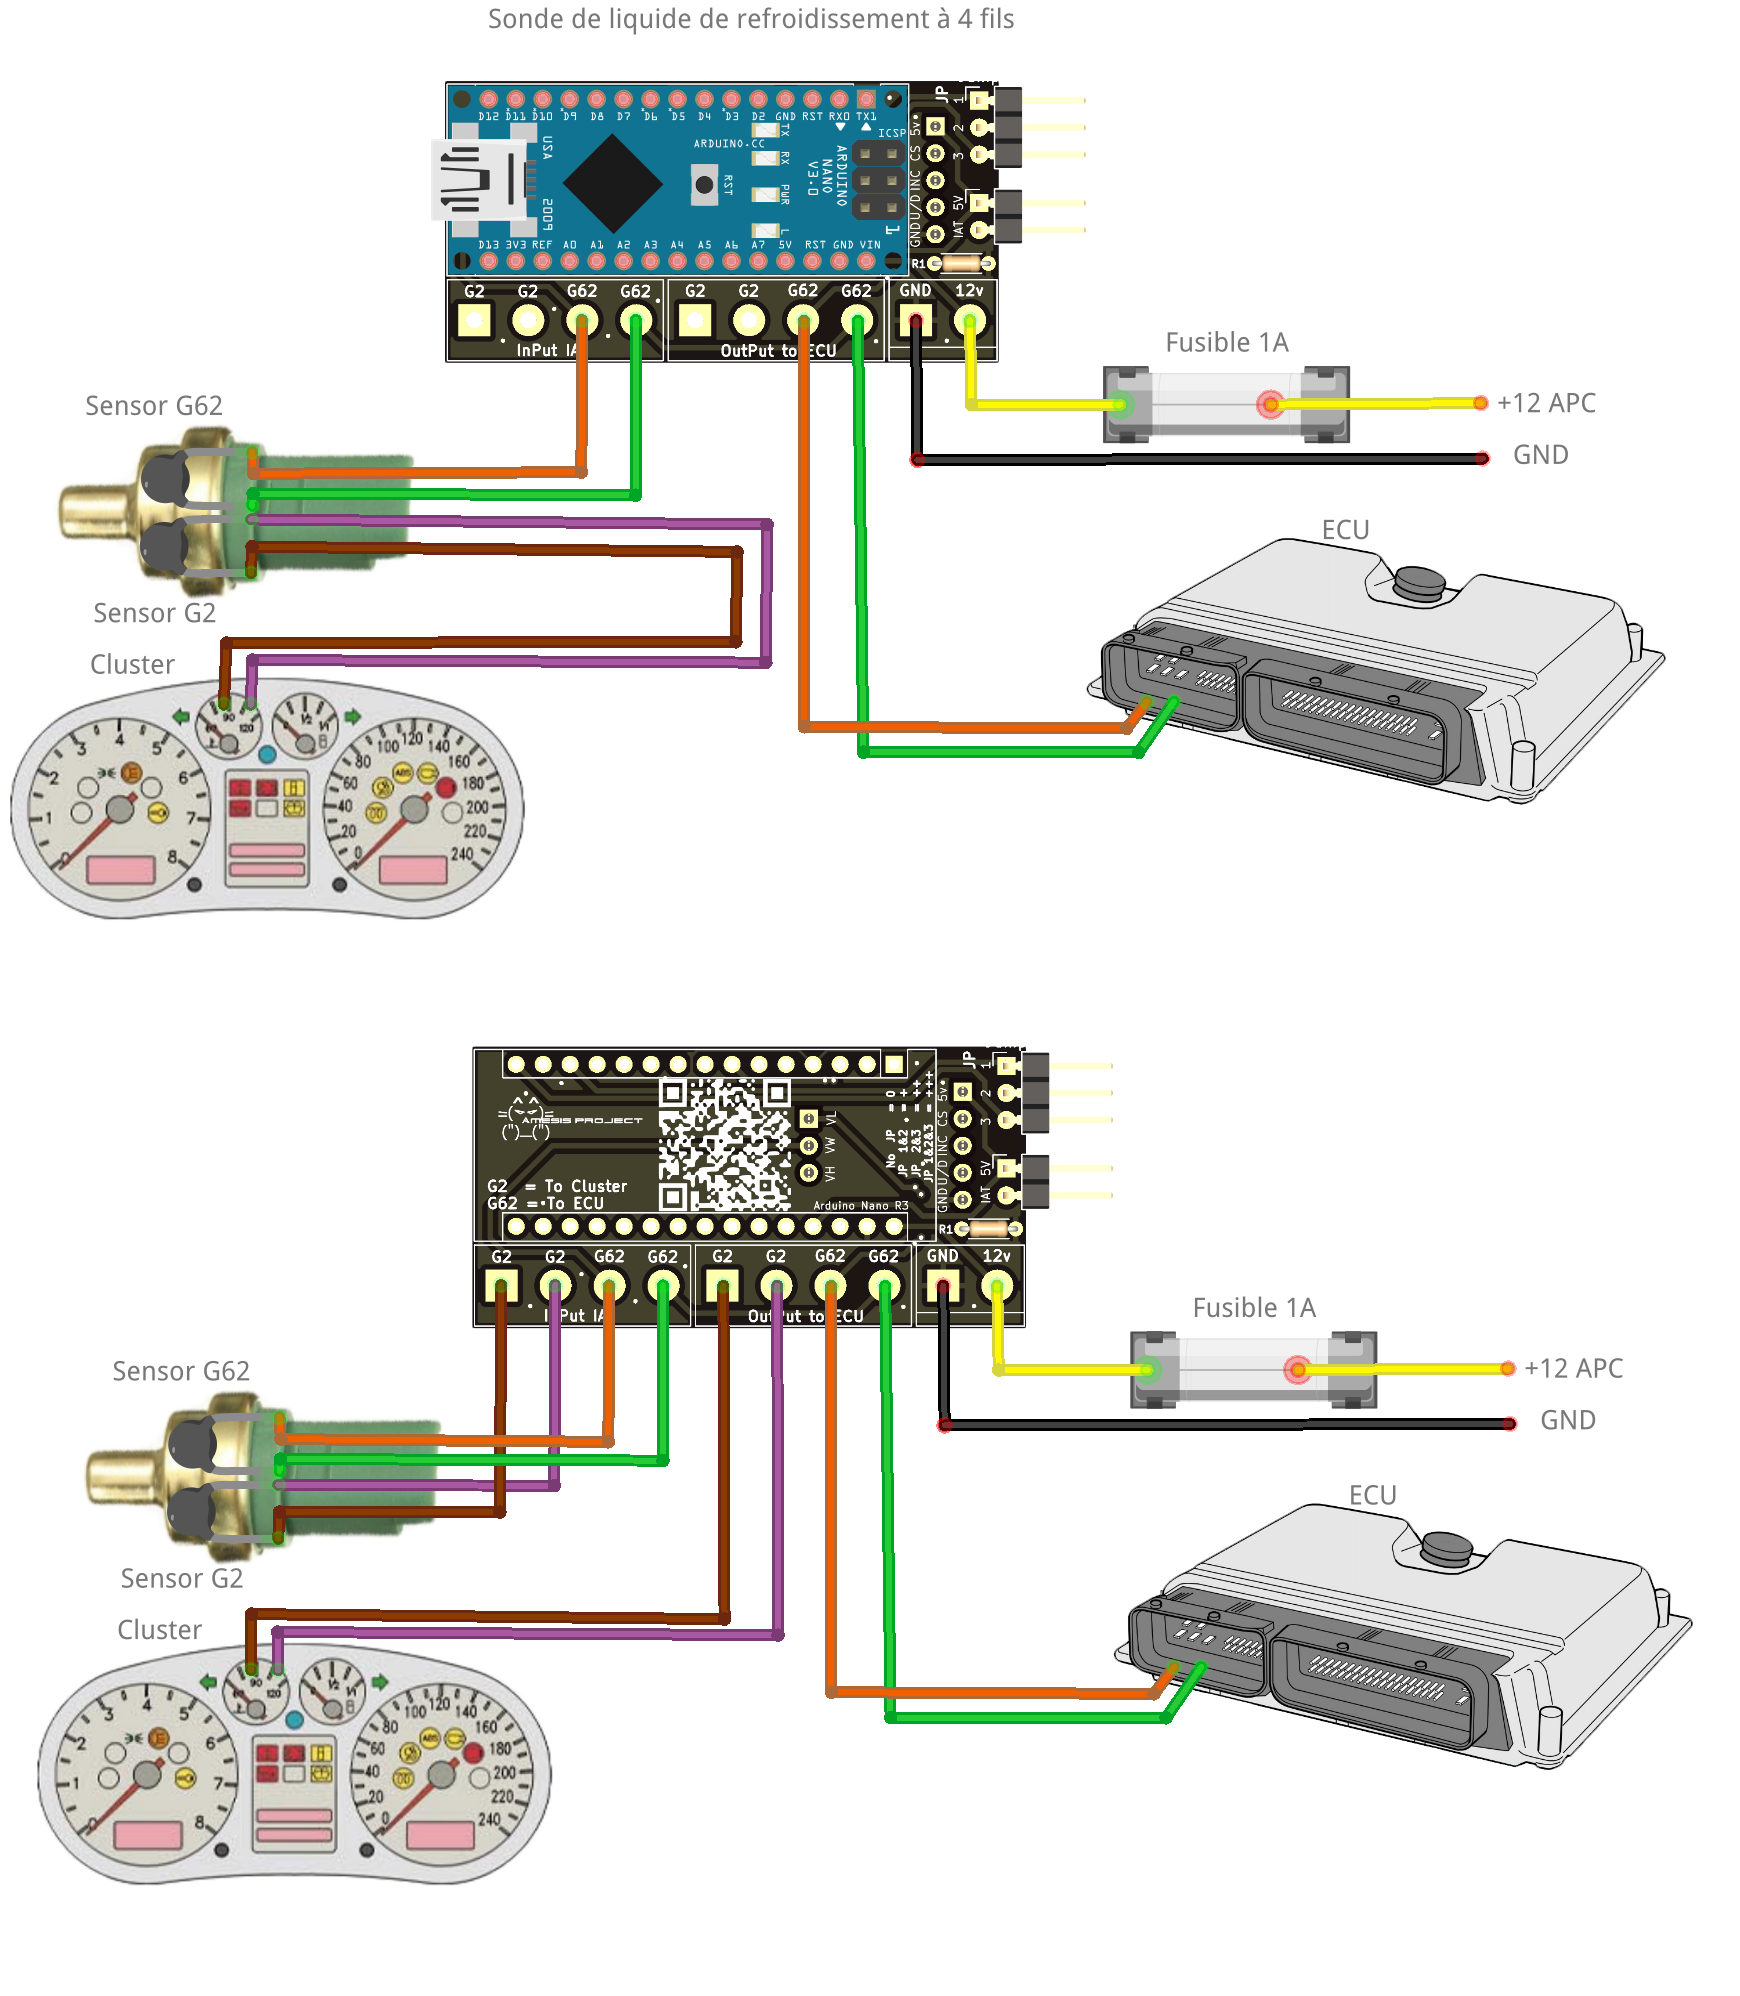 Sonde de liquide de refroidissement à 4 fils
D12 D11 D10 D9 D8 D7 D6 D5 D4 D3 D2 GND RST RX0 TX1
JP 1 2 3
5v CS INC U/D GND
5V IAT
USA
2009
ARDUINO.CC
RST
TX
RX
PWR
L
ARDUINO
NANO
V3.0
ICSP
1
D13 3V3 REF A0 A1 A2 A3 A4 A5 A6 A7 5V RST GND VIN
R1
G2 G2 G62 G62 G2 G2 G62 G62 GND 12v
InPut IA OutPut to ECU
Fusible 1A
+12 APC
GND
Sensor G62
Sensor G2
Cluster
ECU
90
120
1/2
1/1
0 1 2 3 4 5 6 7 8
0 20 40 60 80 100 120 140 160 180 200 220 240
ABS
JP 1 2 3
5v CS INC U/D GND
5V IAT
AMESIS PROJECT
VL
VW
VH
No JP = 0
JP 1&2 = +
JP 2&3 = ++
JP 1&2&3 = +++
G2 = To Cluster
G62 = To ECU
Arduino Nano R3
R1
G2 G2 G62 G62 G2 G2 G62 G62 GND 12v
InPut IA OutPut to ECU
Fusible 1A
+12 APC
GND
Sensor G62
Sensor G2
Cluster
ECU
90
120
1/2
1/1
0 1 2 3 4 5 6 7 8
0 20 40 60 80 100 120 140 160 180 200 220 240
ABS